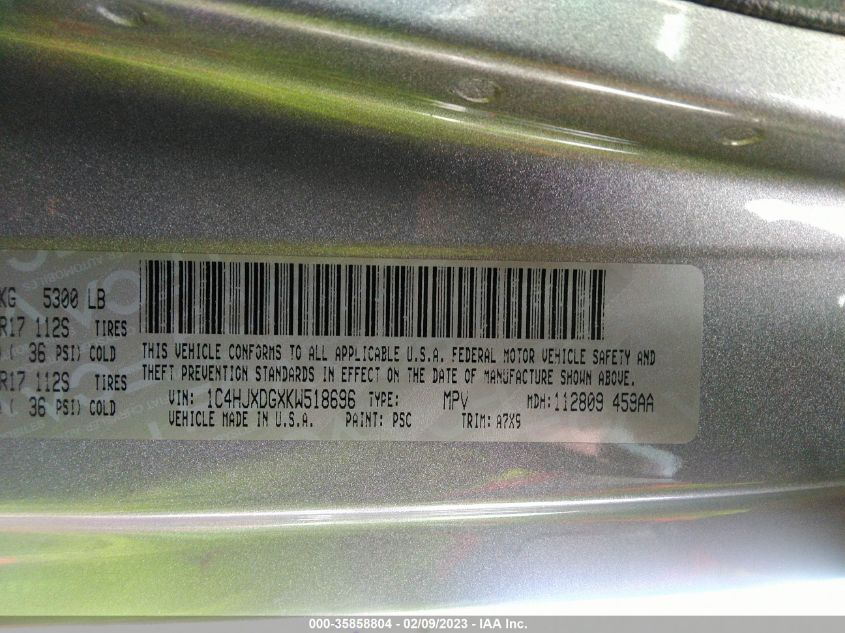 KG 5300 LB
R17 112S TIRES
( 36 PSI) COLD
R17 112S TIRES
( 36 PSI) COLD
THIS VEHICLE CONFORMS TO ALL APPLICABLE U.S.A. FEDERAL MOTOR VEHICLE SAFETY AND
THEFT PREVENTION STANDARDS IN EFFECT ON THE DATE OF MANUFACTURE SHOWN ABOVE.
VIN: 1C4HJXDGXKW518696 TYPE: MPV MDH:112809 459AA
VEHICLE MADE IN U.S.A. PAINT: PSC TRIM: A7X9
000-35858804 - 02/09/2023 - IAA Inc.